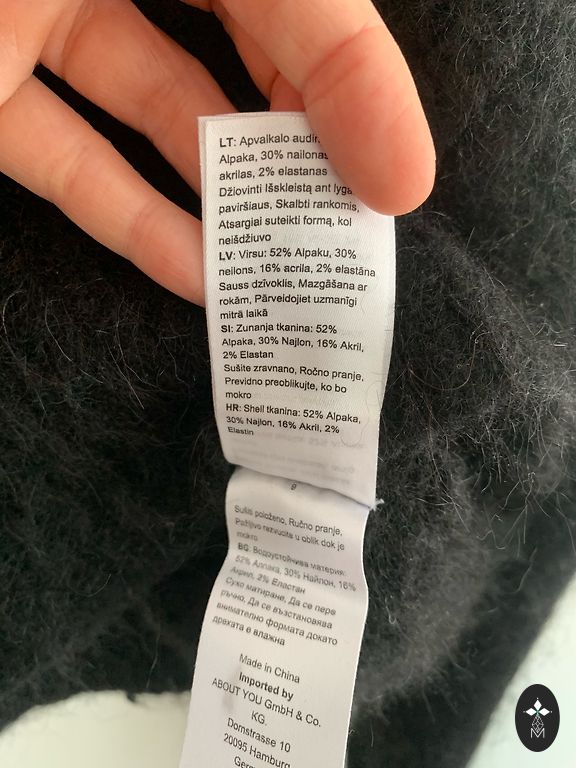 LT: Apvalkalo
Alpaka, 30% nailonas
akrilas, 2% elastanas
Džiovinti Išskleistą ant
paviršiaus, Skalbti rankomis,
Atsargiai suteikti formą, kol
neišdžiuvo
LV: Virsu: 52% Alpaku, 30%
neilons, 16% acrila, 2% elastāna
Sauss dzīvoklis, Mazgāšana ar
rokām, Pārveidojiet uzmanīgi
mitrā laikā
SI: Zunanja tkanina: 52%
Alpaka, 30% Najlon, 16% Akril,
2% Elastan
Sušite zravnano, Ročno pranje,
Previdno preoblikujte, ko bo
mokro
HR: Shell tkanina: 52% Alpaka,
30% Najlon, 16% Akril, 2%
Elastin
Sušiti položeno, Ručno pranje,
Pažljivo razvucite u oblik dok je
mokro
BG: Водоустойчива материя:
52% Алпака, 30% Найлон, 16%
Акрил, 2% Еластан
Сухо матиране, Да се пере
ръчно, Да се възстановява
внимателно формата докато
дрехата е влажна
Made in China
Imported by
ABOUT YOU GmbH & Co.
KG.
Domstrasse 10
20095 Hamburg
M